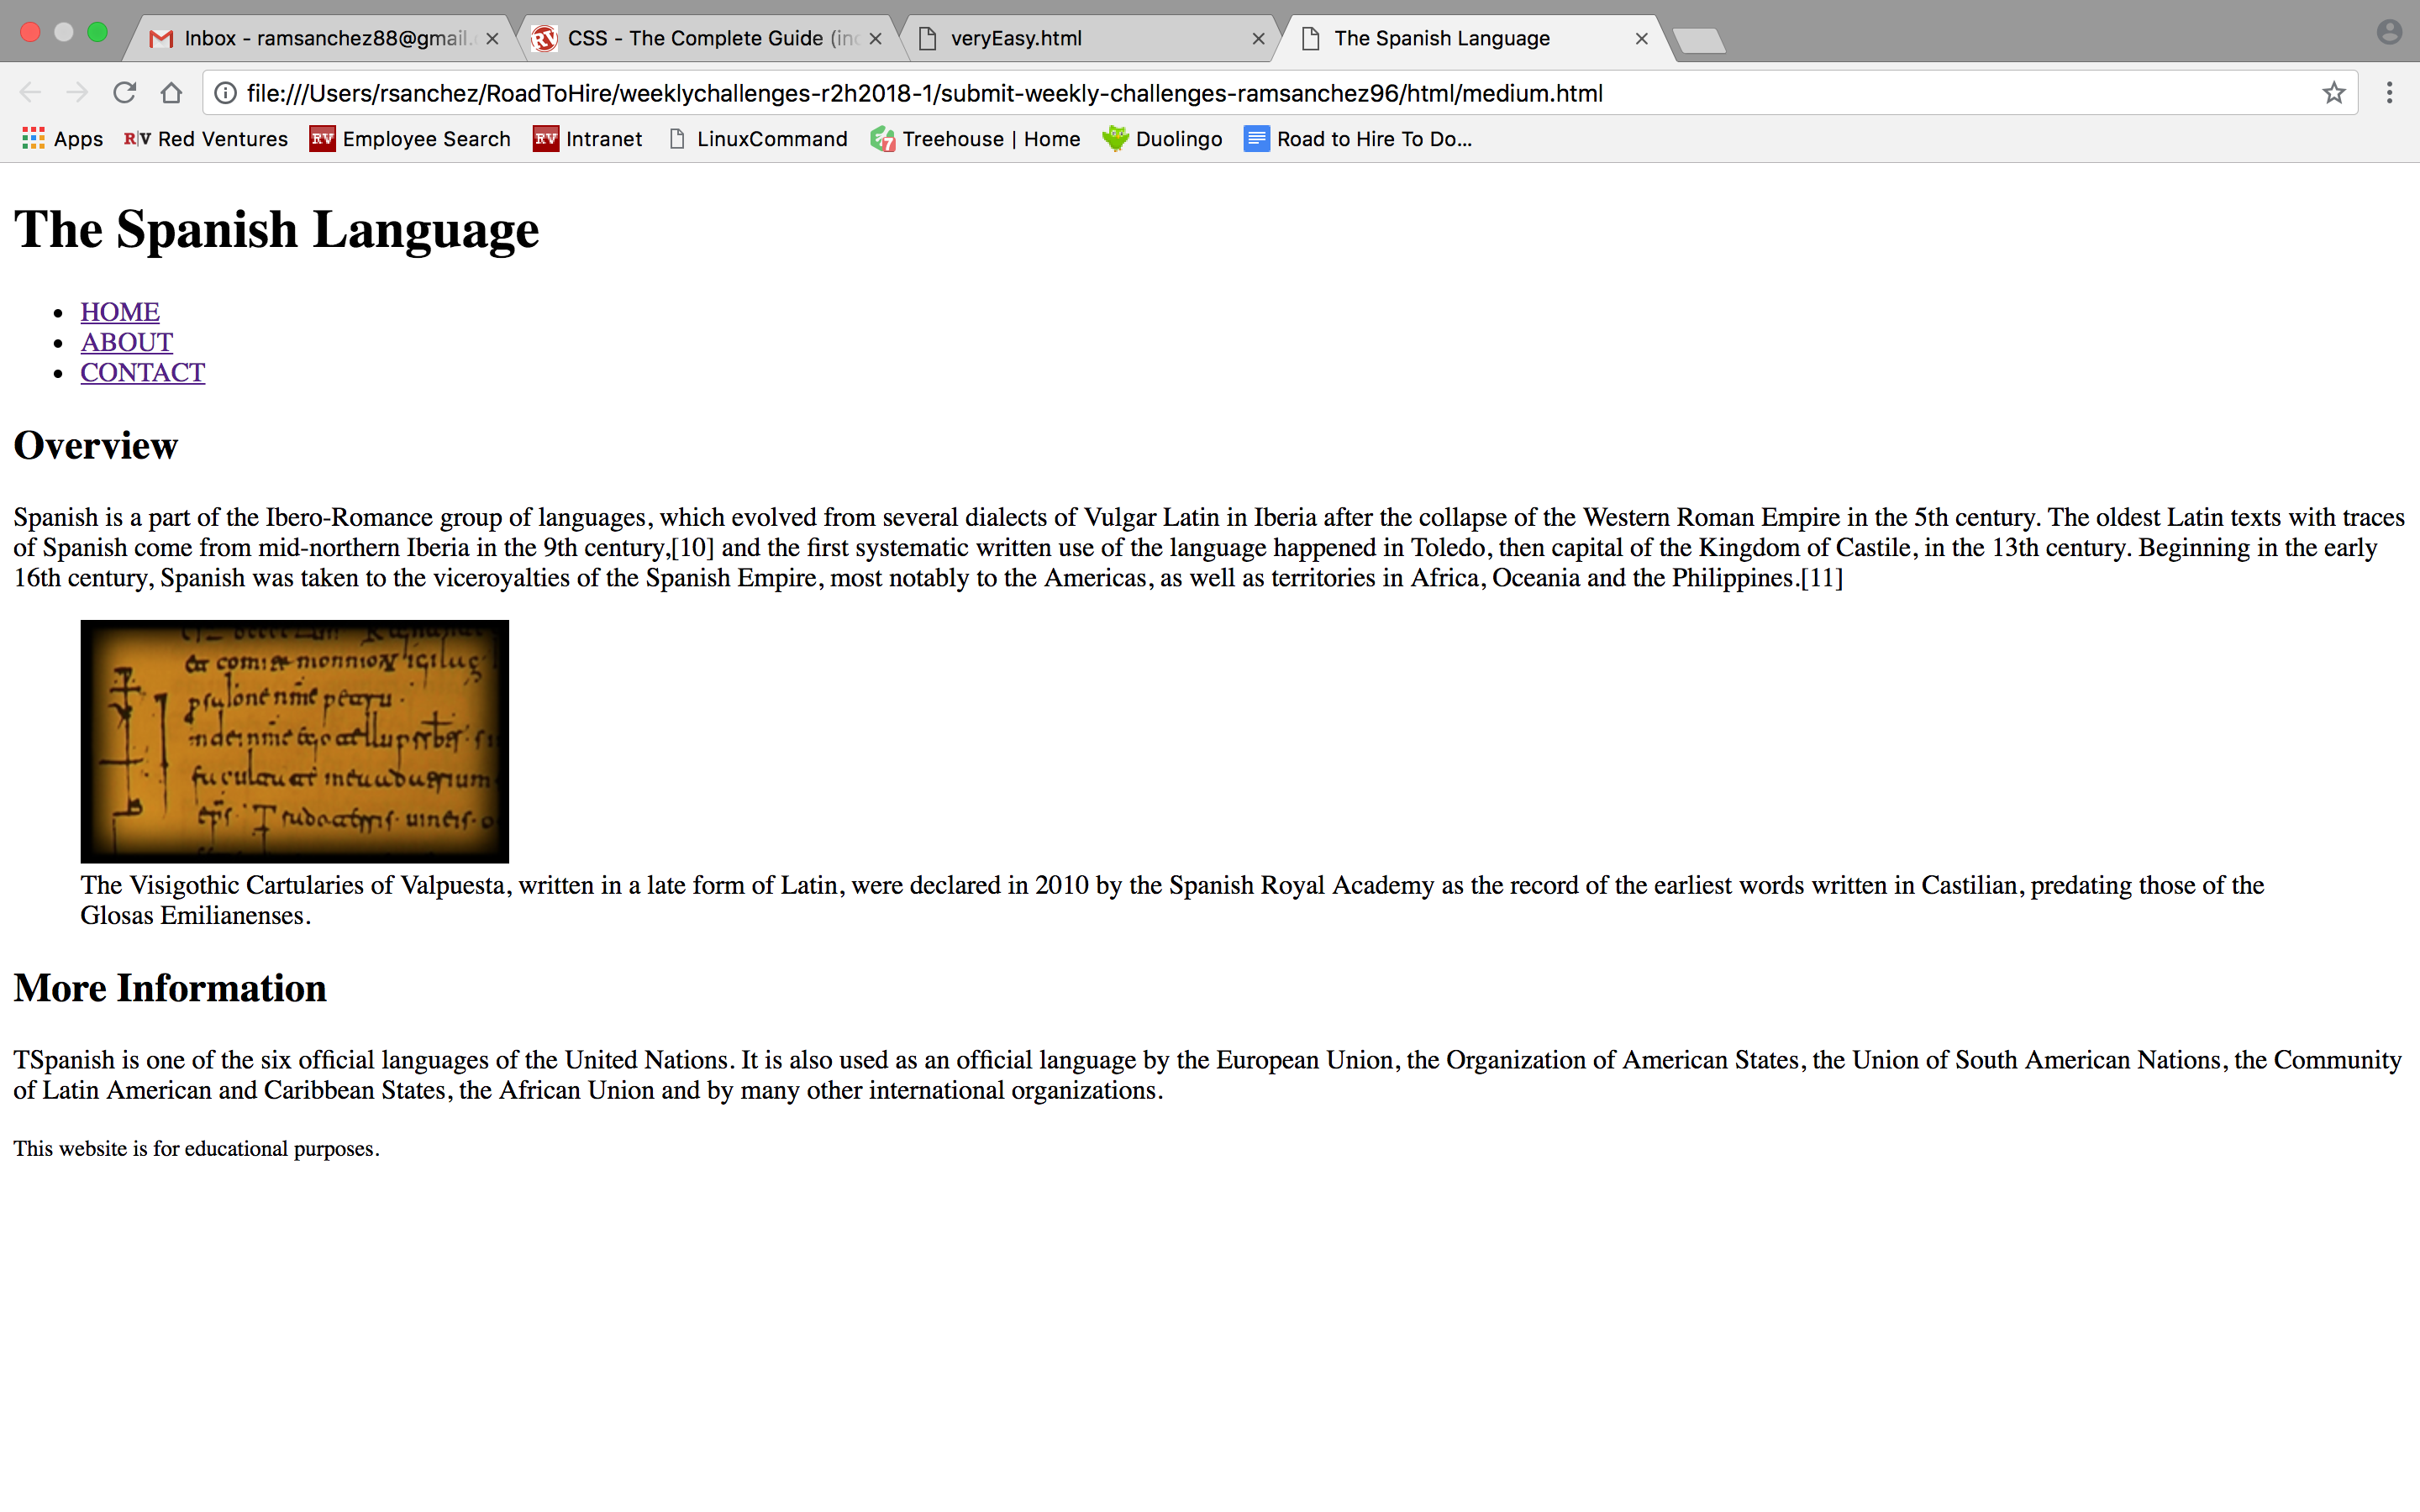 Inbox - ramsanchez88@gmail.
CSS - The Complete Guide (inc
veryEasy.html
The Spanish Language
file:///Users/rsanchez/RoadToHire/weeklychallenges-r2h2018-1/submit-weekly-challenges-ramsanchez96/html/medium.html
Apps
R|V Red Ventures
RV Employee Search
RV Intranet
LinuxCommand
Treehouse | Home
Duolingo
Road to Hire To Do...
The Spanish Language
HOME
ABOUT
CONTACT
Overview
Spanish is a part of the Ibero-Romance group of languages, which evolved from several dialects of Vulgar Latin in Iberia after the collapse of the Western Roman Empire in the 5th century. The oldest Latin texts with traces
of Spanish come from mid-northern Iberia in the 9th century,[10] and the first systematic written use of the language happened in Toledo, then capital of the Kingdom of Castile, in the 13th century. Beginning in the early
16th century, Spanish was taken to the viceroyalties of the Spanish Empire, most notably to the Americas, as well as territories in Africa, Oceania and the Philippines.[11]
The Visigothic Cartularies of Valpuesta, written in a late form of Latin, were declared in 2010 by the Spanish Royal Academy as the record of the earliest words written in Castilian, predating those of the
Glosas Emilianenses.
More Information
TSpanish is one of the six official languages of the United Nations. It is also used as an official language by the European Union, the Organization of American States, the Union of South American Nations, the Community
of Latin American and Caribbean States, the African Union and by many other international organizations.
This website is for educational purposes.